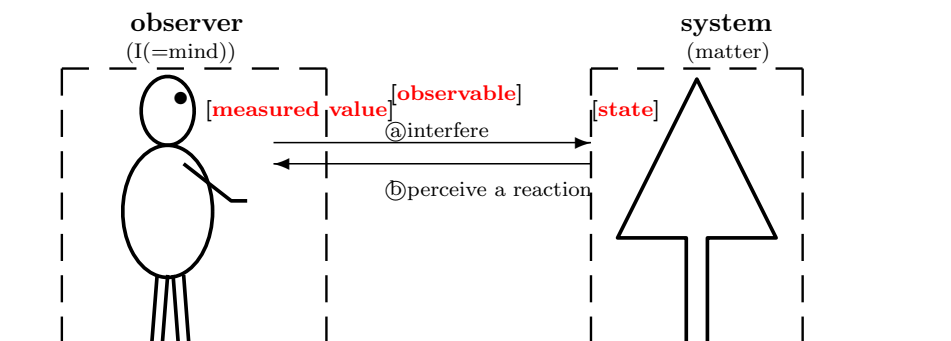 observer
(I(=mind))
system
(matter)
[observable]
[measured value]
[state]
ⓐinterfere
ⓑperceive a reaction